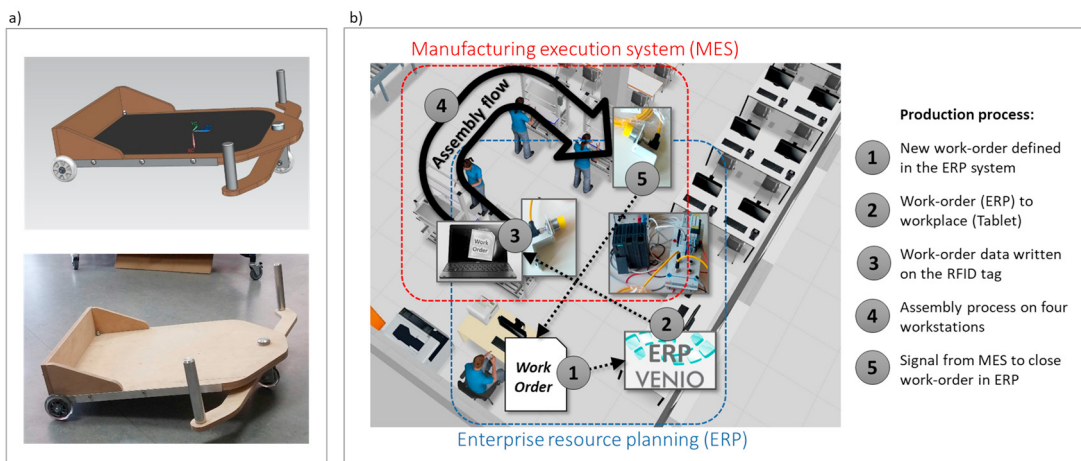 a)
b)
Manufacturing execution system (MES)
4
Assembly flow
5
Work
Order
3
2
ERP
VENIO
Work
Order
1
Enterprise resource planning (ERP)
Production process:
1
New work-order defined
in the ERP system
2
Work-order (ERP) to
workplace (Tablet)
3
Work-order data written
on the RFID tag
4
Assembly process on four
workstations
5
Signal from MES to close
work-order in ERP